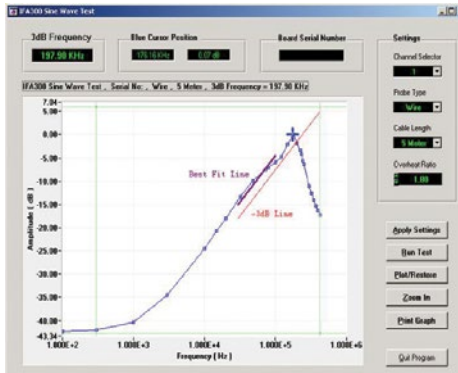 IFA300 Sine Wave Test
3dB Frequency
197.90 KHz
Blue Cursor Position
176.16 KHz
0.07 dB
Board Serial Number
Settings
Channel Selector
1
Probe Type
Wire
Cable Length
5 Meter
Overheat Ratio
1.80
IFA300 Sine Wave Test , Serial No: , Wire , 5 Meter , 3dB Frequency = 197.90 KHz
Amplitude ( dB )
7.04
5.00
0.00
-5.00
-10.00
-15.00
-20.00
-25.00
-30.00
-35.00
-40.00
-43.34
Best Fit Line
-3dB Line
1.000E+2
1.000E+3
1.000E+4
1.000E+5
1.000E+6
Frequency ( Hz )
Apply Settings
Run Test
Plot/Restore
Zoom In
Print Graph
Quit Program